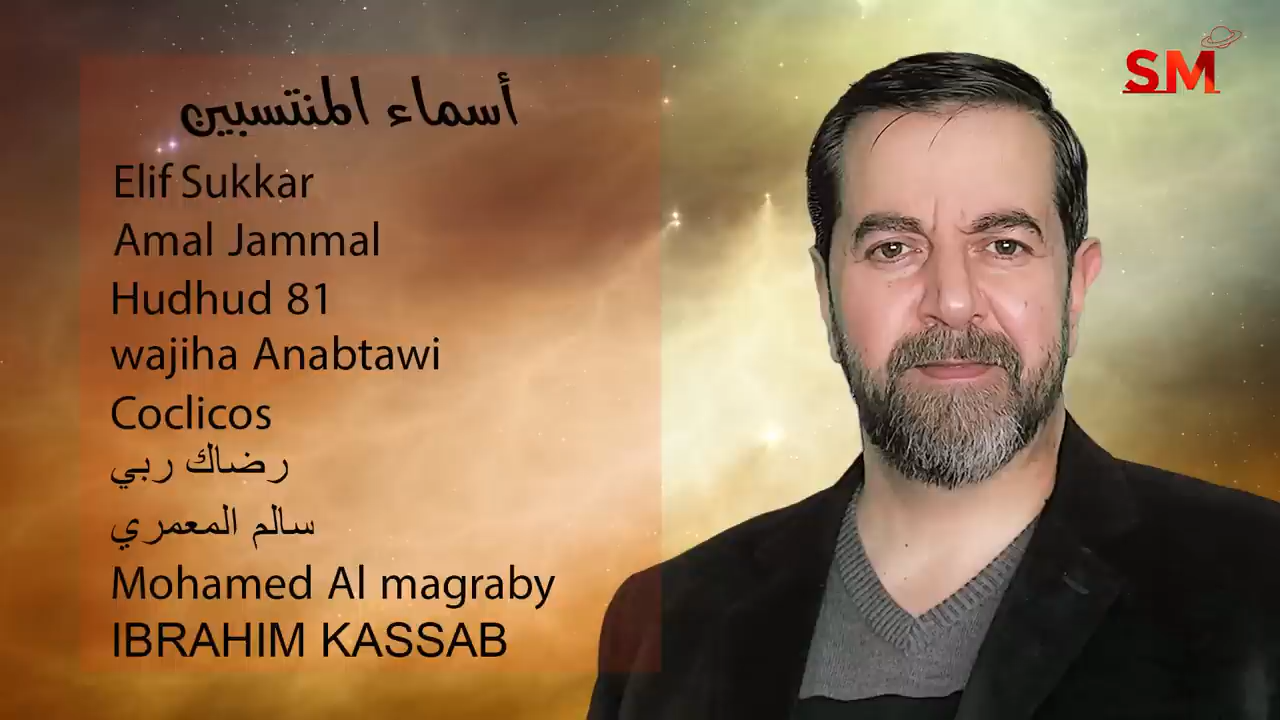 SM
أسماء المنتسبين
Elif Sukkar
Amal Jammal
Hudhud 81
wajiha Anabtawi
Coclicos
رضاك ربي
سالم المعمري
Mohamed Al magraby
IBRAHIM KASSAB